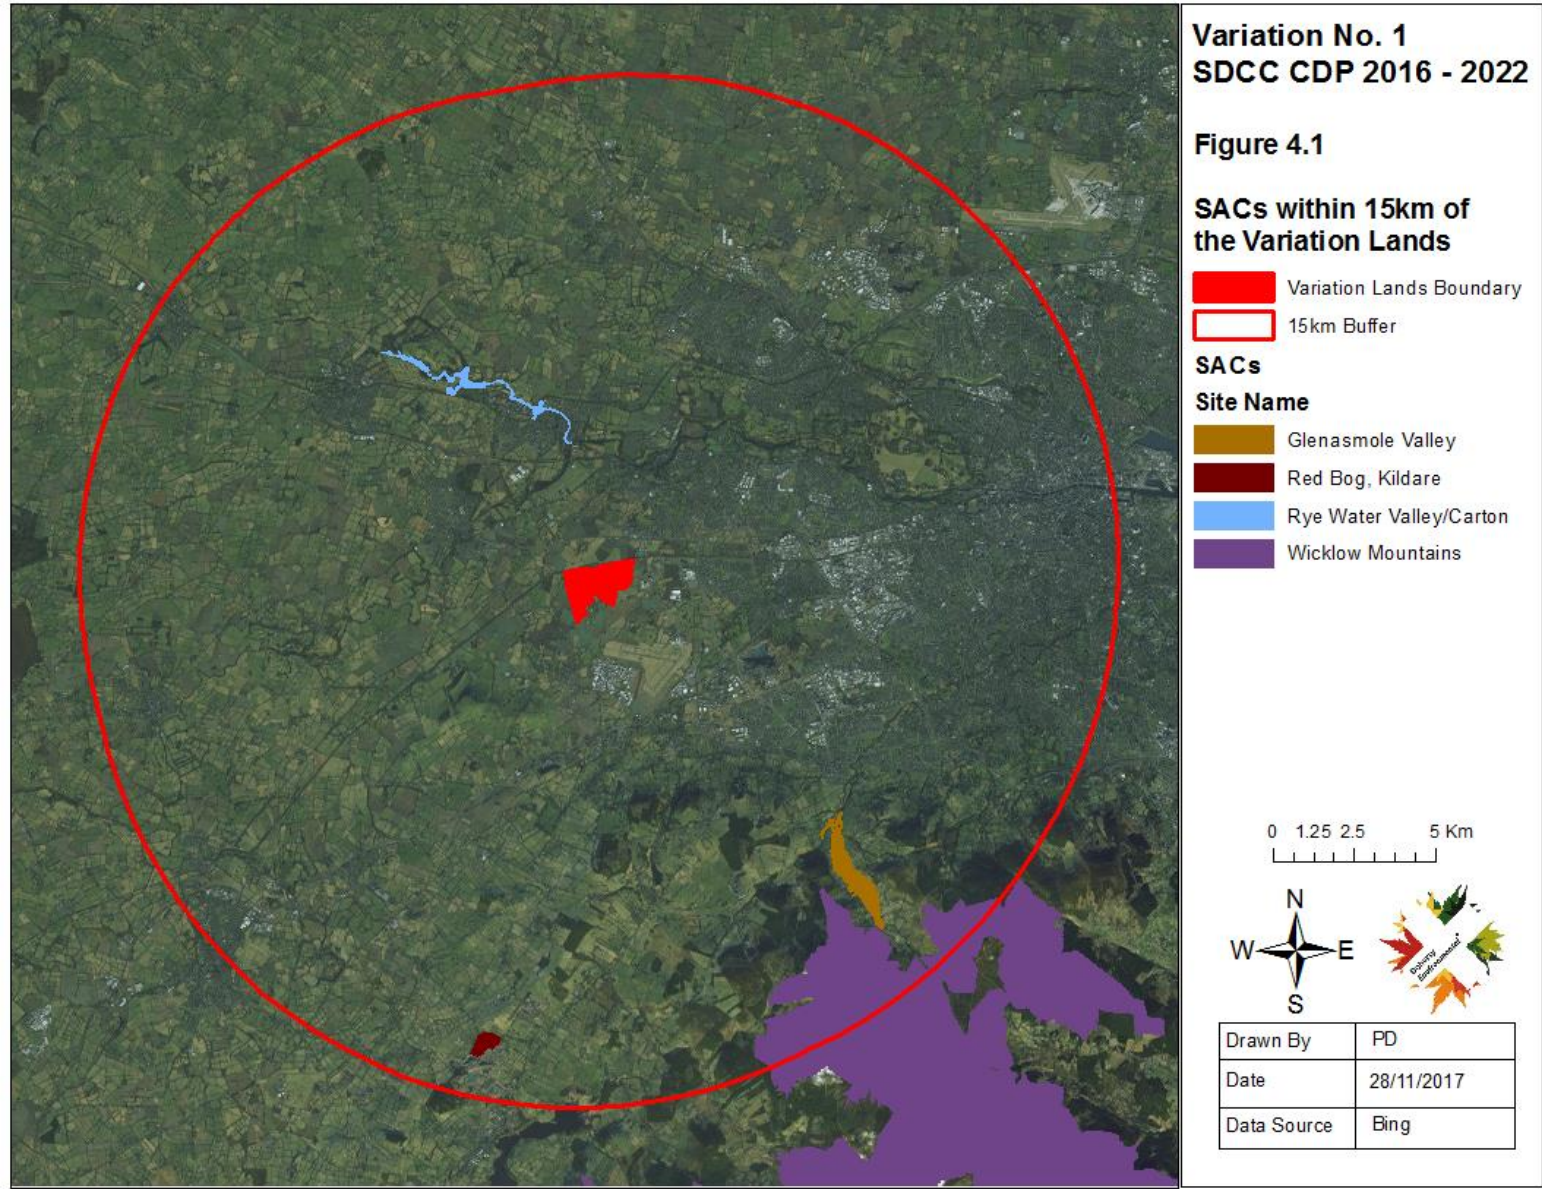 Variation No. 1
SDCC CDP 2016 - 2022
Figure 4.1
SACs within 15km of
the Variation Lands
Variation Lands Boundary
15km Buffer
SACs
Site Name
Glenasmole Valley
Red Bog, Kildare
Rye Water Valley/Carton
Wicklow Mountains
0 1.25 2.5 5 Km
N
W E
S
Doherty
Environmental
Drawn By PD
Date 28/11/2017
Data Source Bing